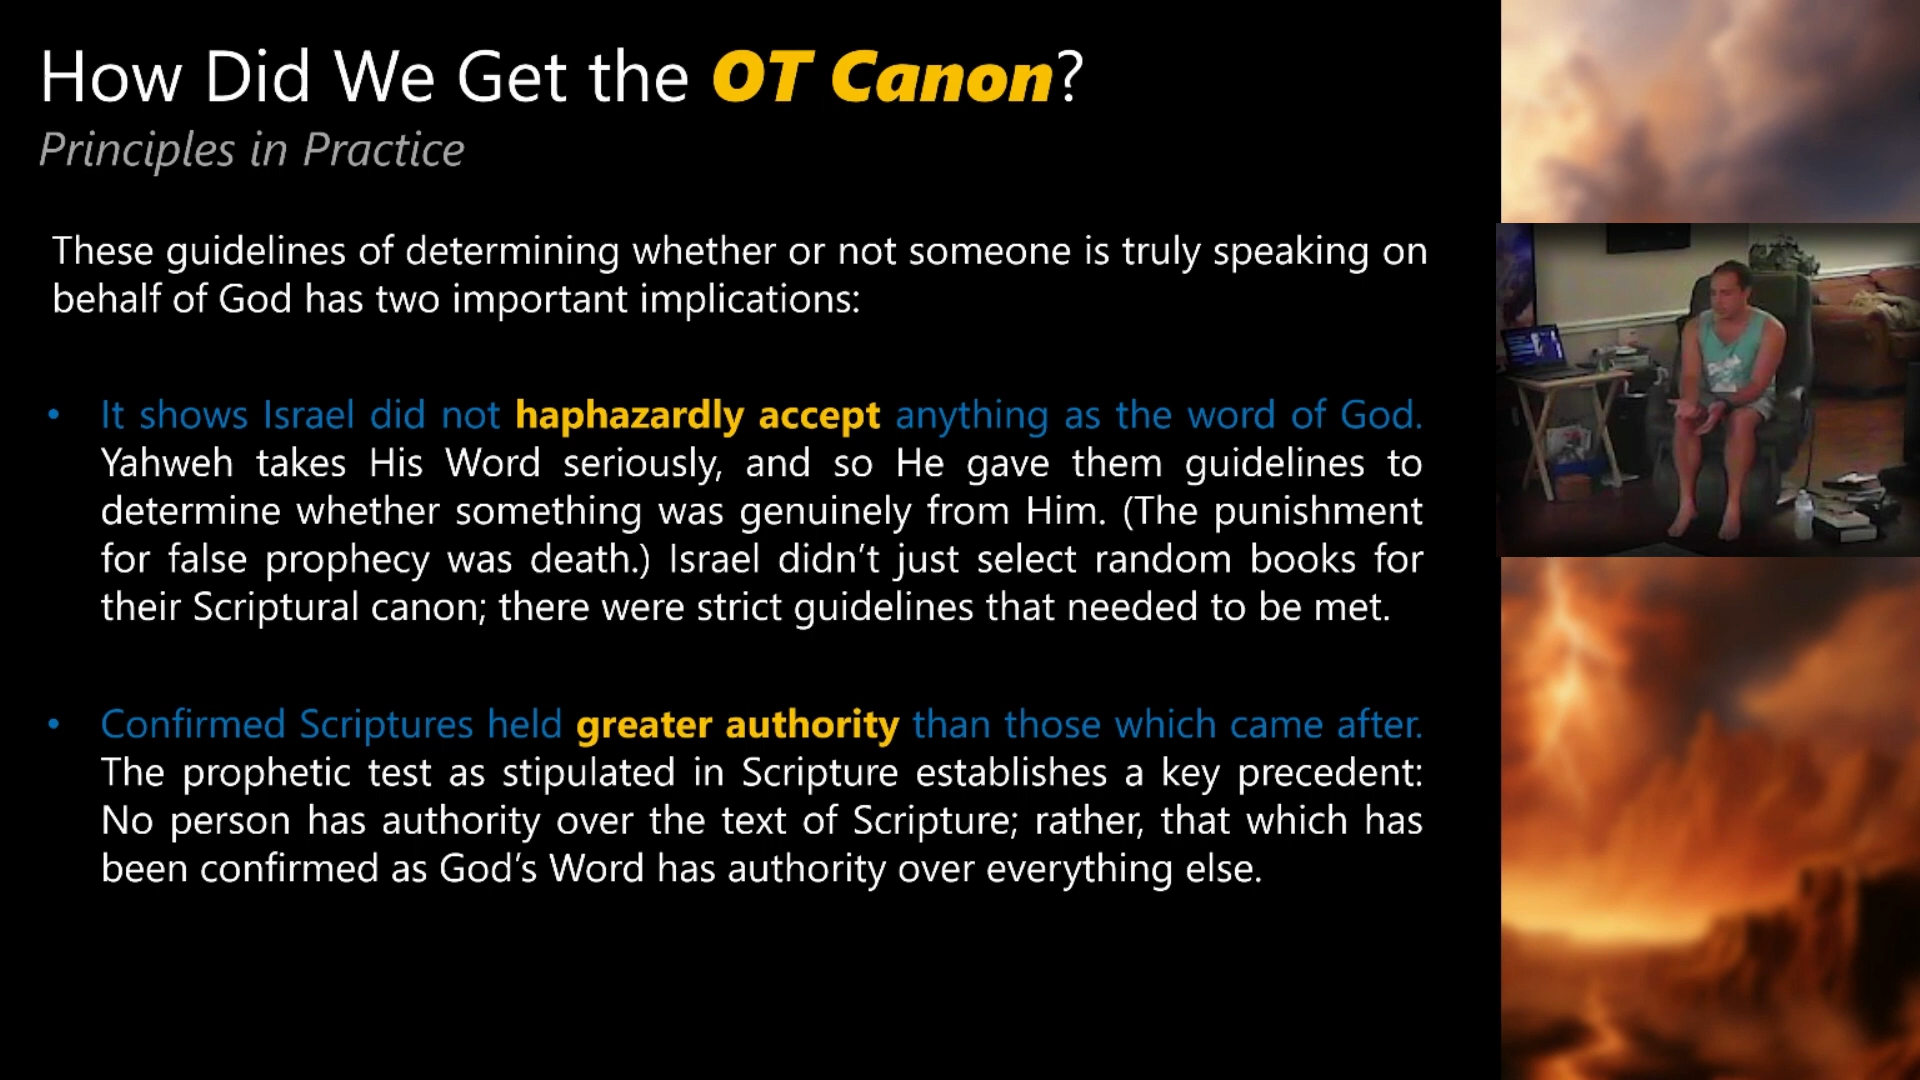 How Did We Get the OT Canon?
Principles in Practice
These guidelines of determining whether or not someone is truly speaking on
behalf of God has two important implications:
• It shows Israel did not haphazardly accept anything as the word of God.
Yahweh takes His Word seriously, and so He gave them guidelines to
determine whether something was genuinely from Him. (The punishment
for false prophecy was death.) Israel didn’t just select random books for
their Scriptural canon; there were strict guidelines that needed to be met.
• Confirmed Scriptures held greater authority than those which came after.
The prophetic test as stipulated in Scripture establishes a key precedent:
No person has authority over the text of Scripture; rather, that which has
been confirmed as God’s Word has authority over everything else.